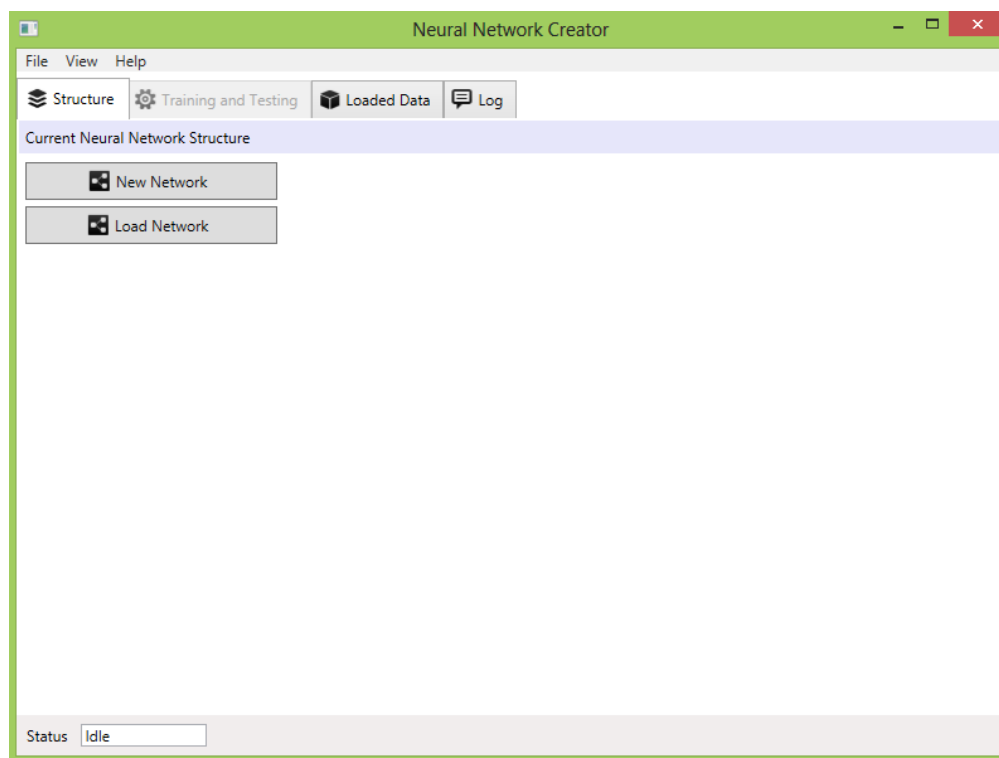 Neural Network Creator
File View Help
Structure Training and Testing Loaded Data Log
Current Neural Network Structure
New Network
Load Network
Status Idle